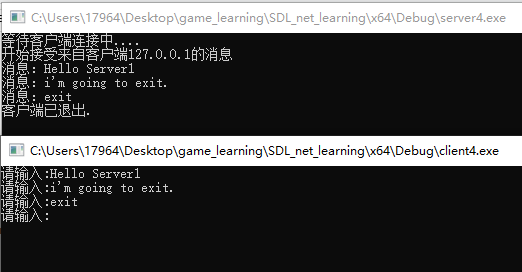 C:\Users\17964\Desktop\game_learning\SDL_net_learning\x64\Debug\server4.exe
等待客户端连接中....
开始接受来自客户端127.0.0.1的消息
消息: Hello Server1
消息: i'm going to exit.
消息: exit
客户端已退出.
C:\Users\17964\Desktop\game_learning\SDL_net_learning\x64\Debug\client4.exe
请输入:Hello Server1
请输入:i'm going to exit.
请输入:exit
请输入: